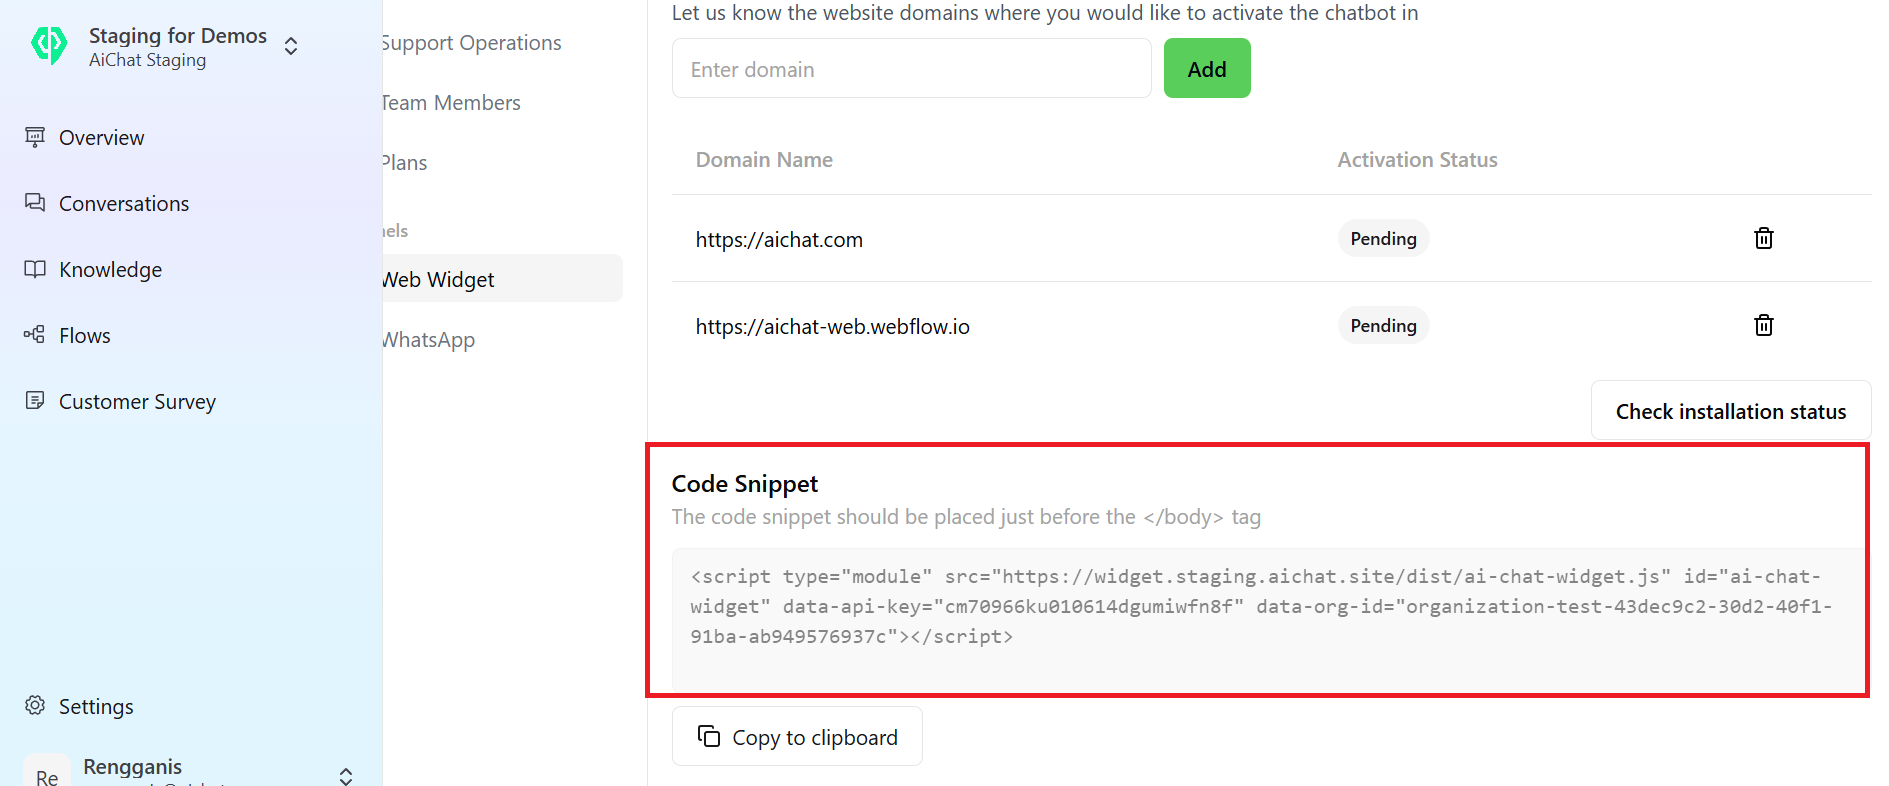 Staging for Demos
AiChat Staging
Overview
Conversations
Knowledge
Flows
Customer Survey
Settings
Re
Rengganis
Support Operations
Team Members
Plans
nels
Web Widget
WhatsApp
Let us know the website domains where you would like to activate the chatbot in
Enter domain
Add
Domain Name Activation Status
https://aichat.com Pending
https://aichat-web.webflow.io Pending
Check installation status
Code Snippet
The code snippet should be placed just before the </body> tag
<script type="module" src="https://widget.staging.aichat.site/dist/ai-chat-widget.js" id="ai-chat-
widget" data-api-key="cm70966ku010614dgumiwfn8f" data-org-id="organization-test-43dec9c2-30d2-40f1-
91ba-ab949576937c"></script>
Copy to clipboard